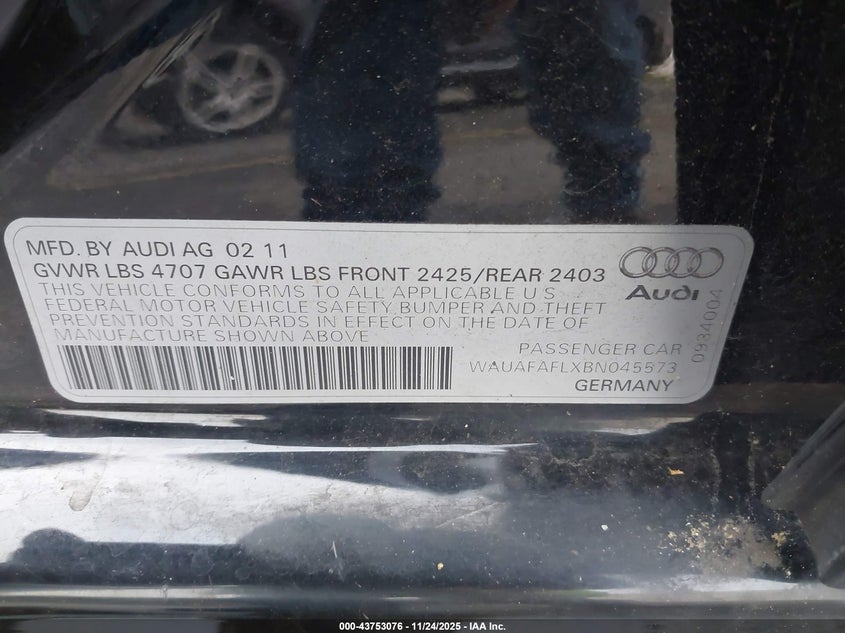 MFD. BY AUDI AG 02 11
GVWR LBS 4707 GAWR LBS FRONT 2425/REAR 2403
THIS VEHICLE CONFORMS TO ALL APPLICABLE U S
FEDERAL MOTOR VEHICLE SAFETY, BUMPER AND THEFT
PREVENTION STANDARDS IN EFFECT ON THE DATE OF
MANUFACTURE SHOWN ABOVE
Audi
0934004
PASSENGER CAR
WAUAFAFLXBN045573
GERMANY
000-43753076 - 11/24/2025 - IAA Inc.